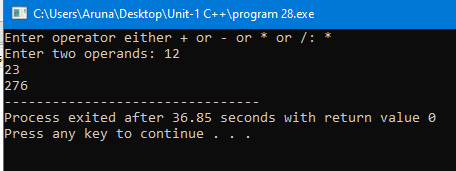 C:\Users\Aruna\Desktop\Unit-1 C++\program 28.exe
Enter operator either + or - or * or /: *
Enter two operands: 12
23
276
--------------------------------
Process exited after 36.85 seconds with return value 0
Press any key to continue . . .